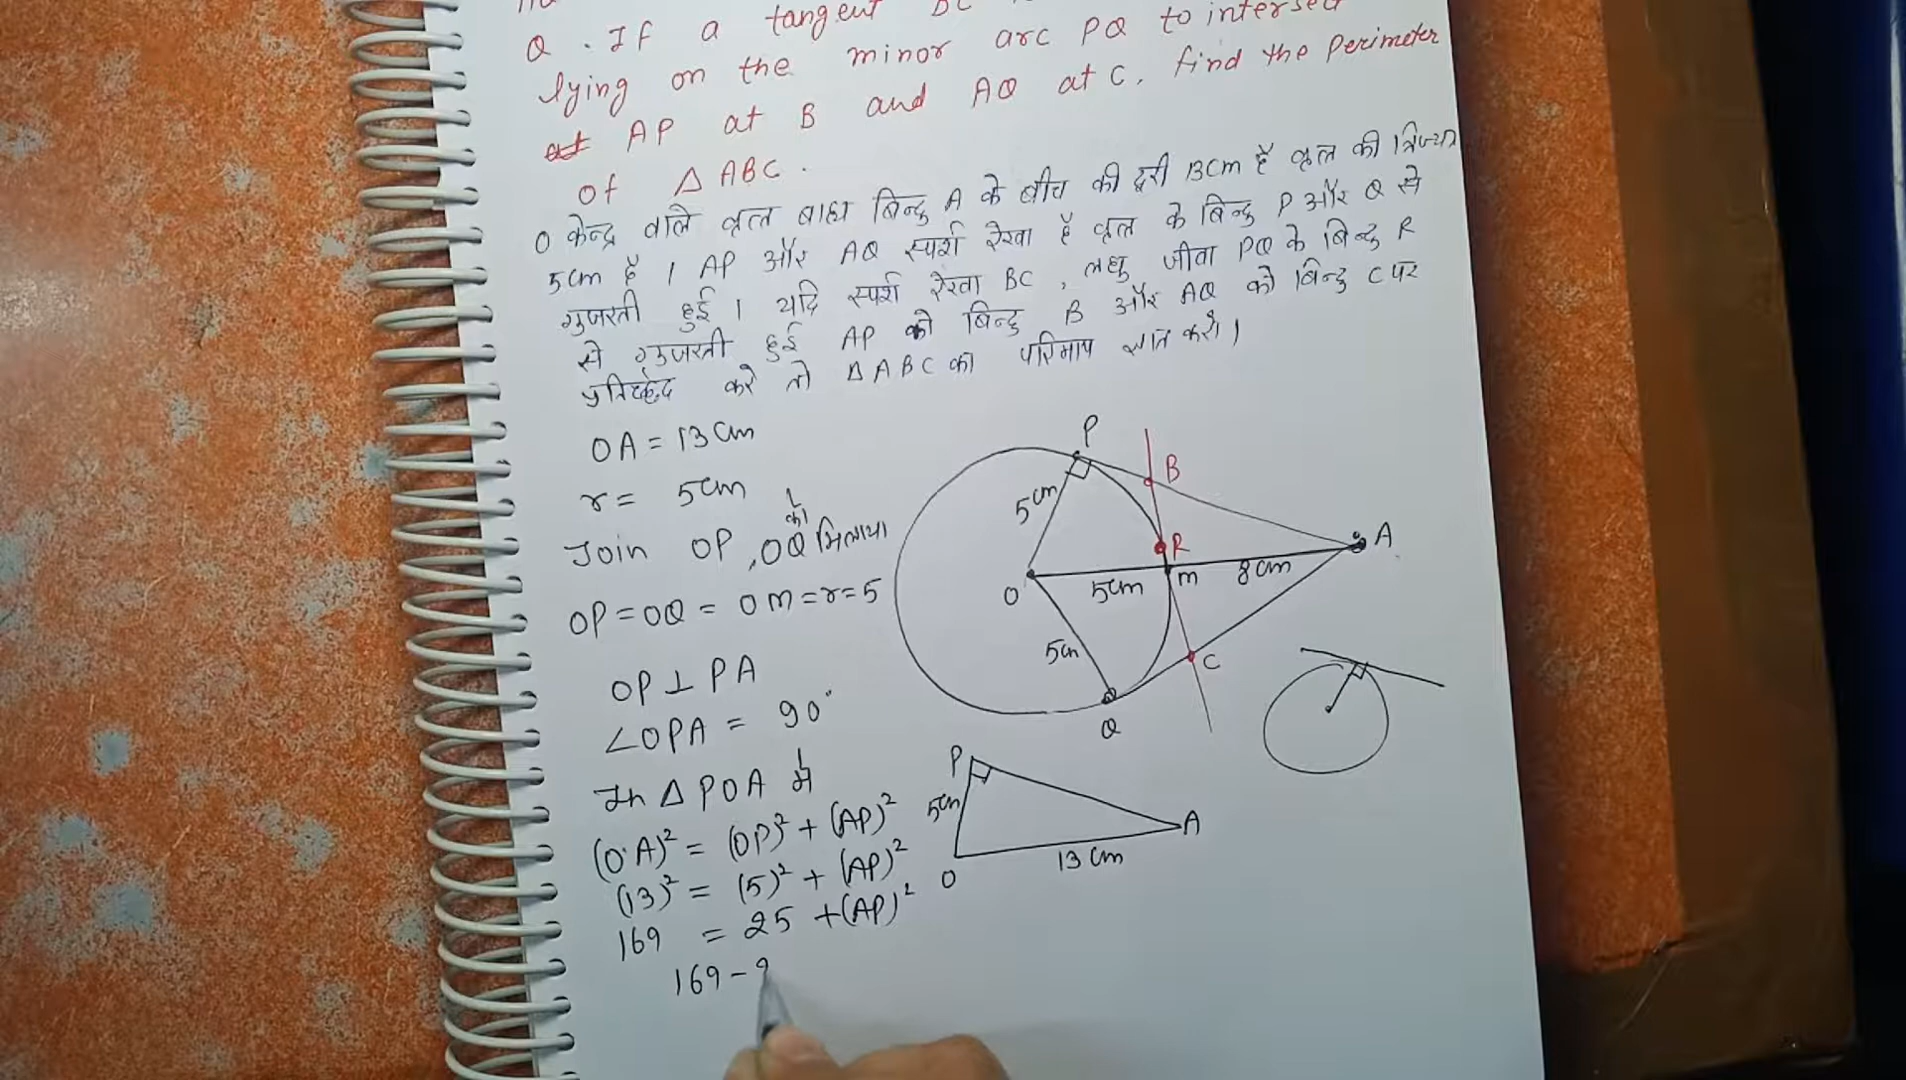 Q. If a tangent BC
lying on the minor arc PQ to intersect
at AP at B and AQ at C. find the perimeter
of △ABC.
O केन्द्र वाले वृत्त बाह्य बिन्दु A के बीच की दूरी 13cm है वृत्त की त्रिज्या
5cm है । AP और AQ स्पर्श रेखा है वृत्त के बिन्दु P और Q से
गुजरती हुई । यदि स्पर्श रेखा BC , लघु जीवा PQ के बिन्दु R
से गुजरती हुई AP को बिन्दु B और AQ को बिन्दु C पर
प्रतिच्छेद करे तो △ABC का परिमाप ज्ञात करो।
OA = 13 cm
r = 5cm
Join OP, OQ को मिलाया
OP = OQ = OM = r = 5
OP ⊥ PA
∠OPA = 90°
In △POA में
(OA)² = (OP)² + (AP)²
(13)² = (5)² + (AP)²
169 = 25 + (AP)²
169 -
P
B
5cm
R
A
O
5cm
m
8cm
5cm
C
Q
P
5cm
A
O
13 cm